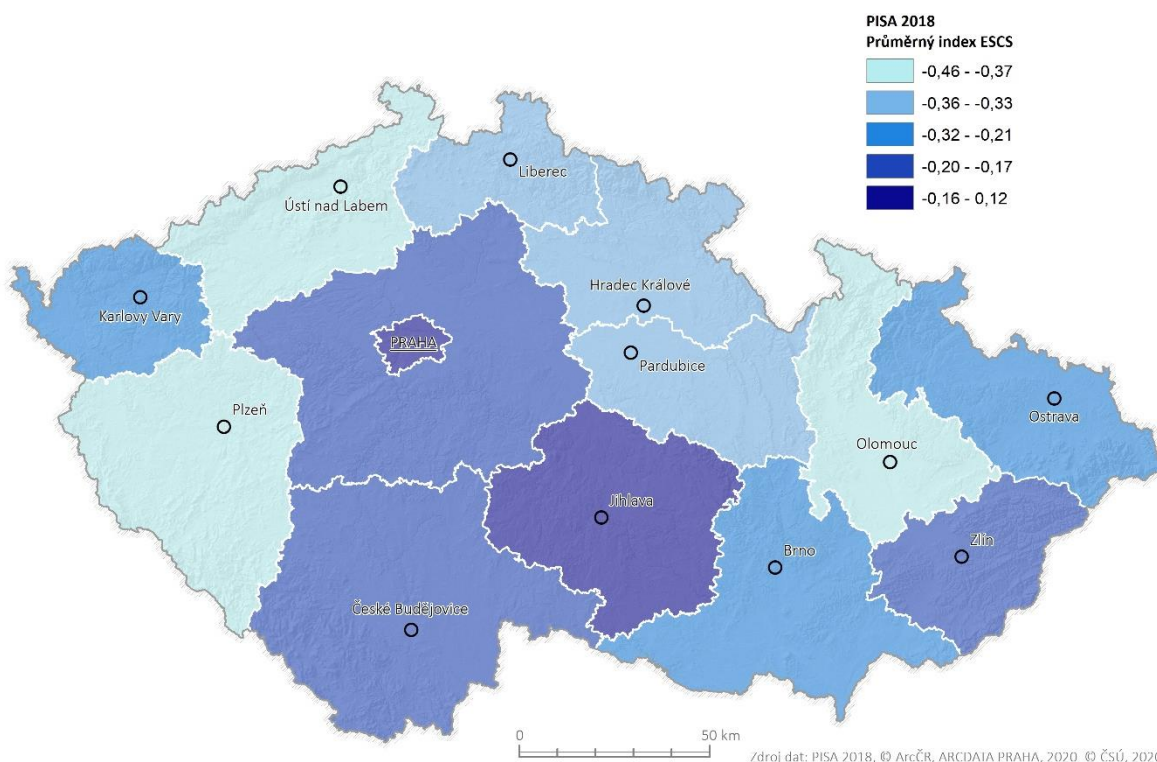 PISA 2018
Průměrný index ESCS
-0,46 - -0,37
-0,36 - -0,33
-0,32 - -0,21
-0,20 - -0,17
-0,16 - 0,12
Liberec
Ústí nad Labem
Hradec Králové
Karlovy Vary
PRAHA
Pardubice
Plzeň
Ostrava
Olomouc
Jihlava
Zlín
Brno
České Budějovice
0 50 km
Zdroj dat: PISA 2018, © ArcČR, ARCDATA PRAHA, 2020, © ČSÚ, 2020